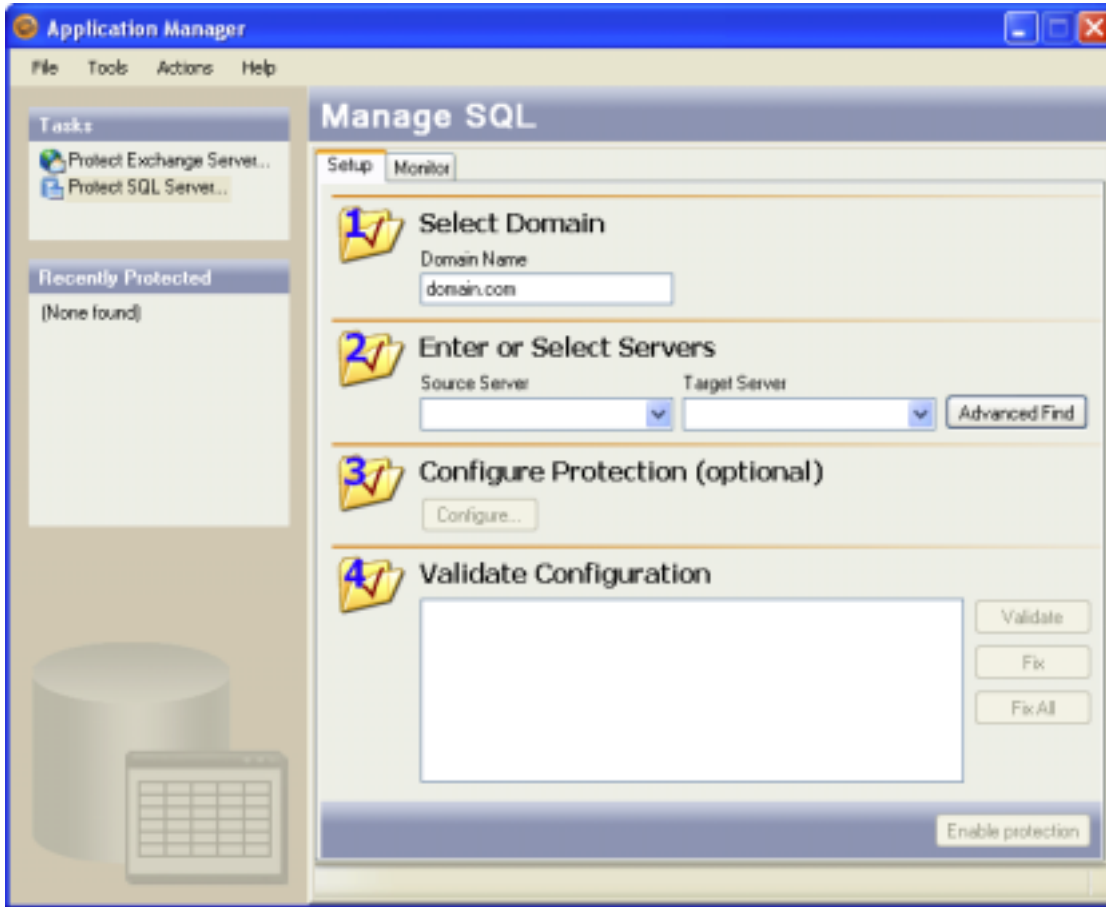 Application Manager
File Tools Actions Help
Tasks
Protect Exchange Server...
Protect SQL Server...
Recently Protected
(None found)
Manage SQL
Setup Monitor
1 Select Domain
Domain Name
domain.com
2 Enter or Select Servers
Source Server Target Server
Advanced Find
3 Configure Protection (optional)
Configure...
4 Validate Configuration
Validate
Fix
Fix All
Enable protection